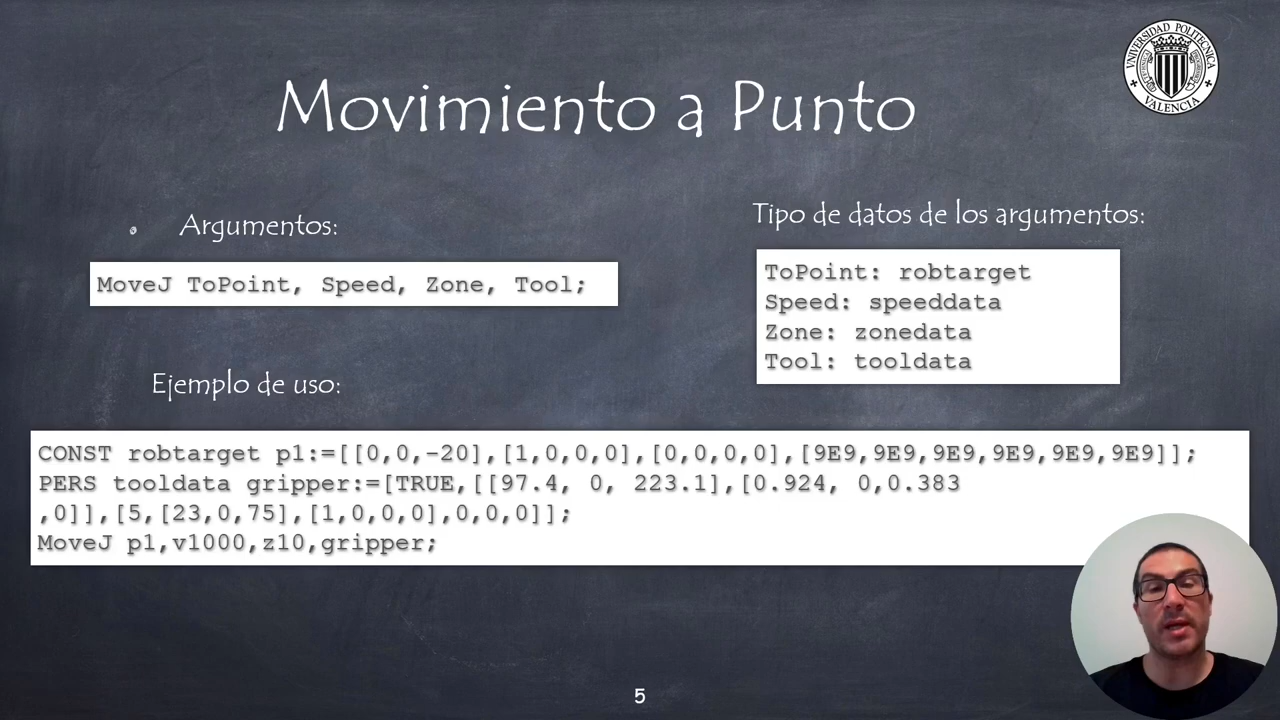 UNIVERSIDAD POLITECNICA
VALENCIA
Movimiento a Punto
Argumentos:
MoveJ ToPoint, Speed, Zone, Tool;
Tipo de datos de los argumentos:
ToPoint: robtarget
Speed: speeddata
Zone: zonedata
Tool: tooldata
Ejemplo de uso:
CONST robtarget p1:=[[0,0,-20],[1,0,0,0],[0,0,0,0],[9E9,9E9,9E9,9E9,9E9,9E9]];
PERS tooldata gripper:=[TRUE,[[97.4, 0, 223.1],[0.924, 0,0.383
,0]],[5,[23,0,75],[1,0,0,0],0,0,0]];
MoveJ p1,v1000,z10,gripper;
5